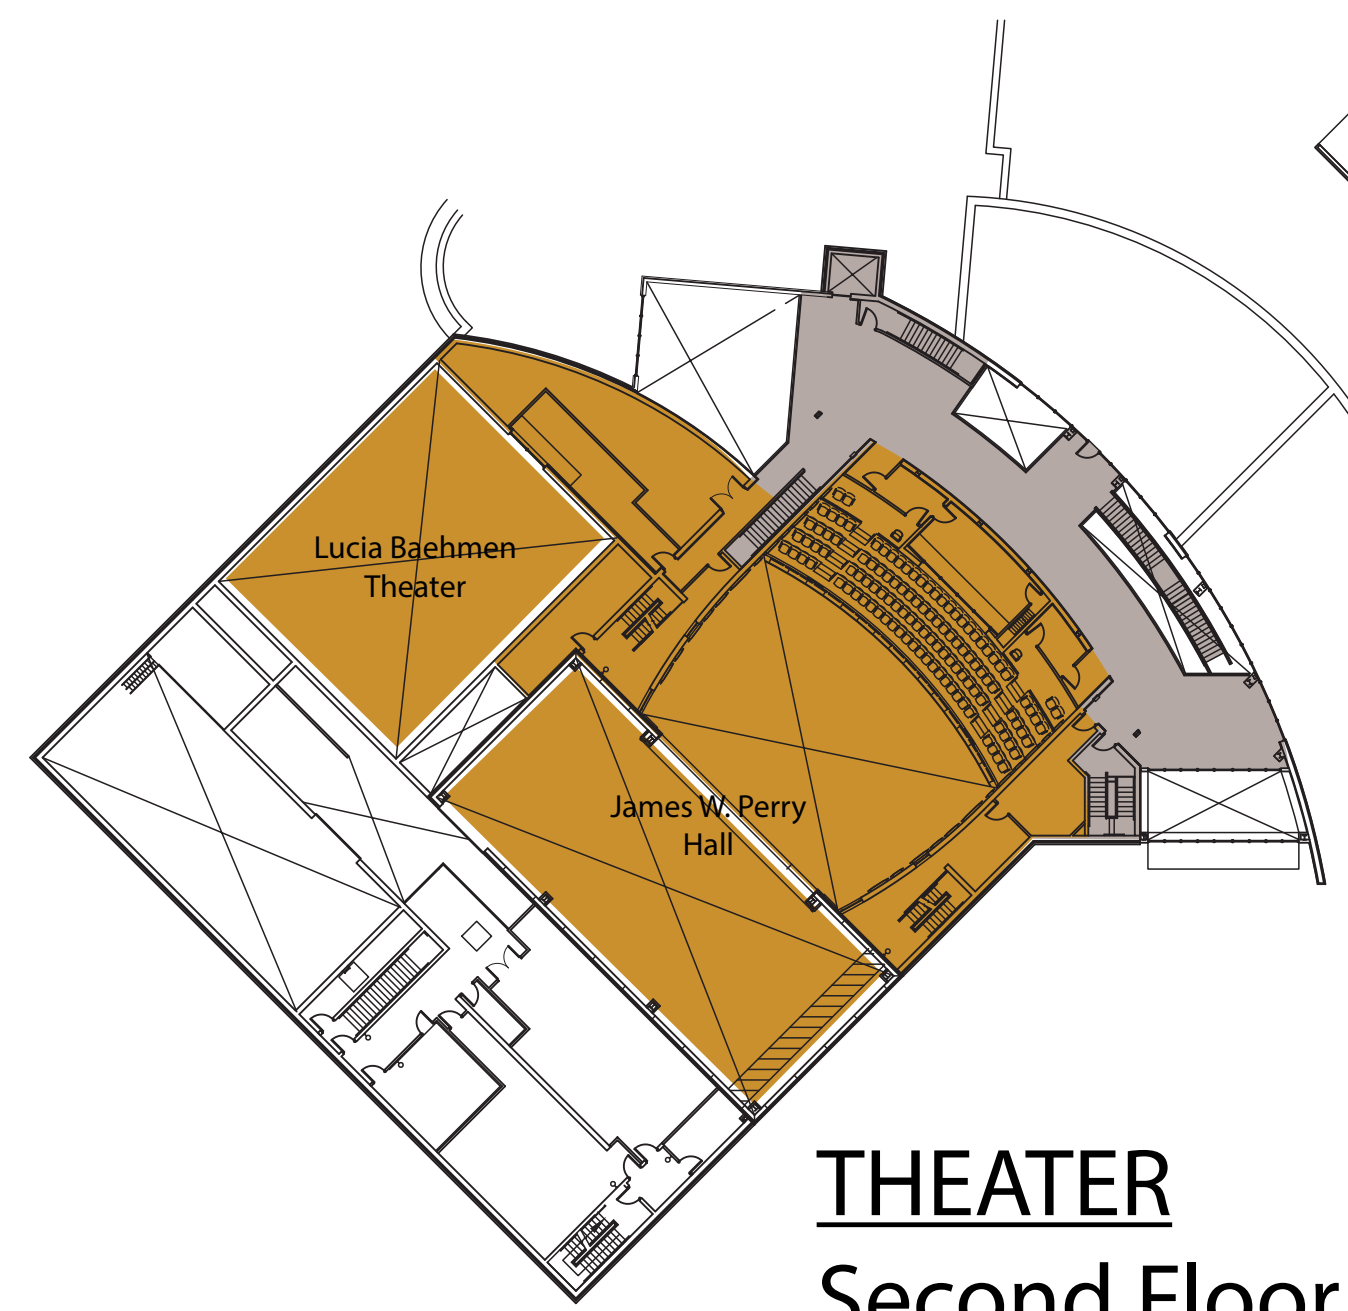 Lucia Baehmen
Theater
James W. Perry
Hall
THEATER
Second Floor